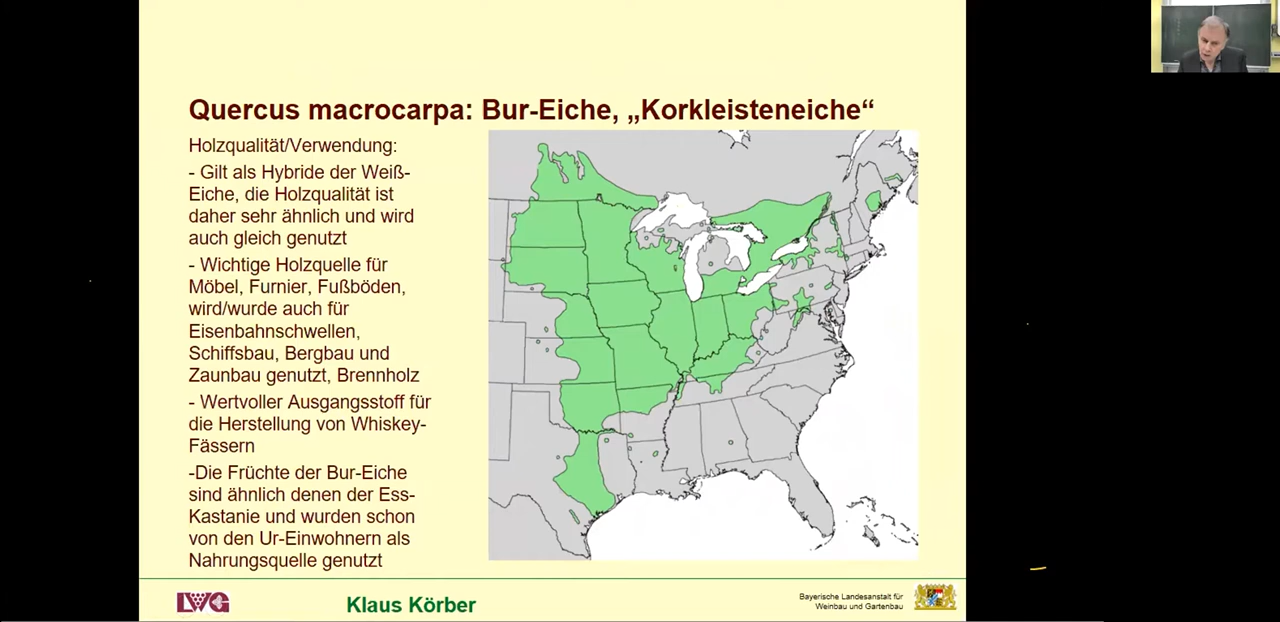 Quercus macrocarpa: Bur-Eiche, „Korkleisteneiche“
Holzqualität/Verwendung:
- Gilt als Hybride der Weiß-
Eiche, die Holzqualität ist
daher sehr ähnlich und wird
auch gleich genutzt
- Wichtige Holzquelle für
Möbel, Furnier, Fußböden,
wird/wurde auch für
Eisenbahnschwellen,
Schiffsbau, Bergbau und
Zaunbau genutzt, Brennholz
- Wertvoller Ausgangsstoff für
die Herstellung von Whiskey-
Fässern
-Die Früchte der Bur-Eiche
sind ähnlich denen der Ess-
Kastanie und wurden schon
von den Ur-Einwohnern als
Nahrungsquelle genutzt
LWG
Klaus Körber
Bayerische Landesanstalt für
Weinbau und Gartenbau